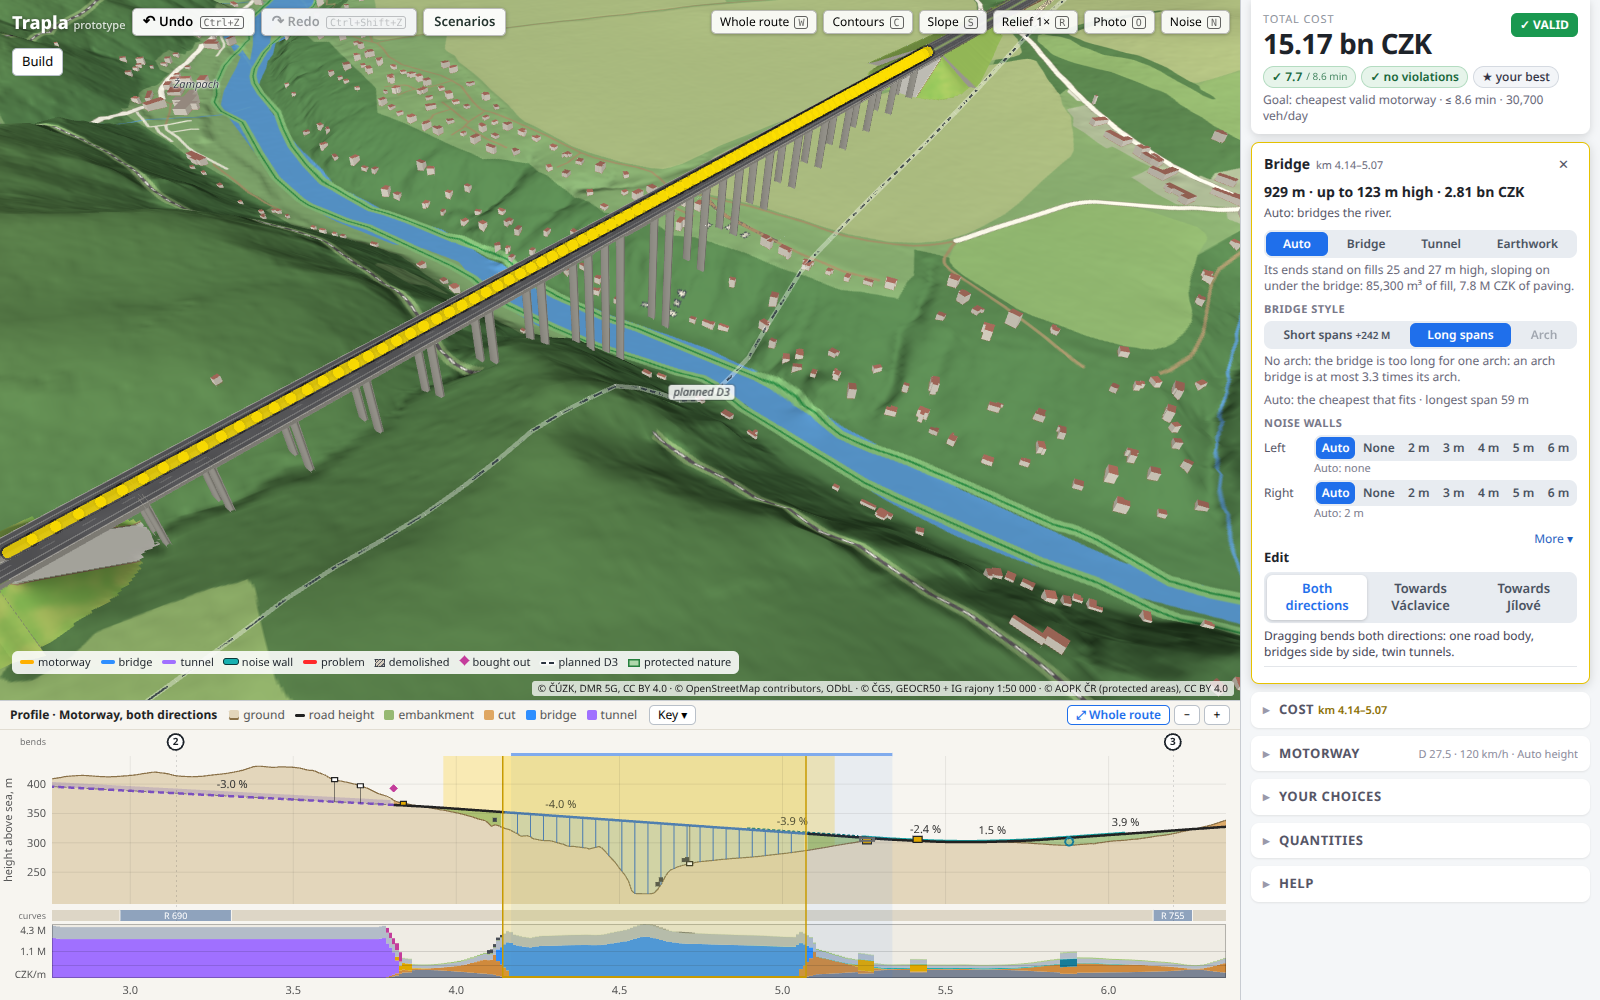 Trapla prototype
↶ Undo Ctrl+Z
↷ Redo Ctrl+Shift+Z
Scenarios
Whole route W
Contours C
Slope S
Relief 1× R
Photo O
Noise N
Build
Žampach
planned D3
motorway
bridge
tunnel
noise wall
problem
demolished
bought out
planned D3
protected nature
© ČÚZK, DMR 5G, CC BY 4.0 · © OpenStreetMap contributors, ODbL · © ČGS, GEOCR50 + IG rajony 1:50 000 · © AOPK ČR (protected areas), CC BY 4.0
TOTAL COST
15.17 bn CZK
✓ VALID
✓ 7.7 / 8.6 min
✓ no violations
★ your best
Goal: cheapest valid motorway · ≤ 8.6 min · 30,700
veh/day
Bridge km 4.14–5.07
✕
929 m · up to 123 m high · 2.81 bn CZK
Auto: bridges the river.
Auto Bridge Tunnel Earthwork
Its ends stand on fills 25 and 27 m high, sloping on
under the bridge: 85,300 m³ of fill, 7.8 M CZK of paving.
BRIDGE STYLE
Short spans +242 M Long spans Arch
No arch: the bridge is too long for one arch: an arch
bridge is at most 3.3 times its arch.
Auto: the cheapest that fits · longest span 59 m
NOISE WALLS
Left Auto None 2 m 3 m 4 m 5 m 6 m
Auto: none
Right Auto None 2 m 3 m 4 m 5 m 6 m
Auto: 2 m
More ▾
Edit
Both
directions
Towards
Václavice
Towards
Jílové
Dragging bends both directions: one road body,
bridges side by side, twin tunnels.
▶ COST km 4.14–5.07
▶ MOTORWAY D 27.5 · 120 km/h · Auto height
▶ YOUR CHOICES
▶ QUANTITIES
▶ HELP
Profile · Motorway, both directions
ground
road height
embankment
cut
bridge
tunnel
Key ▾
⤢ Whole route
−
+
bends
2
3
height above sea, m
400
350
300
250
-3.0 %
-4.0 %
-3.9 %
-2.4 %
1.5 %
3.9 %
curves
R 690
R 755
4.3 M
1.1 M
CZK/m
3.0 3.5 4.0 4.5 5.0 5.5 6.0